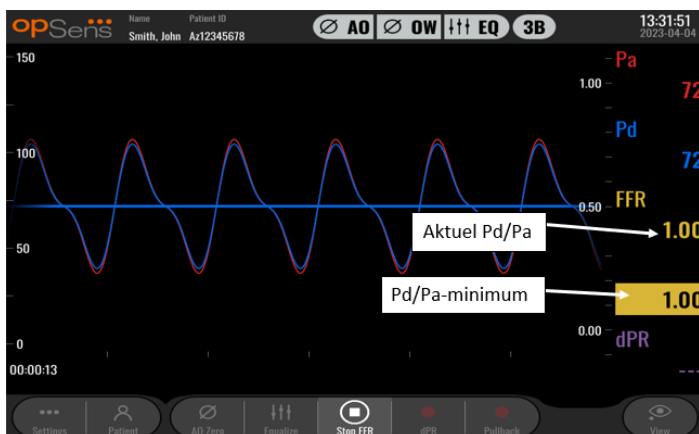 opSens
Name Patient ID
Smith, John Az12345678
AO OW EQ 3B
13:31:51
2023-04-04
150
100
50
0
00:00:13
1.00
0.50
0.00
Pa
72
Pd
72
FFR
Aktuel Pd/Pa
1.00
Pd/Pa-minimum
1.00
dPR
---
Settings Patient AO Zero Equalize Stop FFR dPR Pullback View